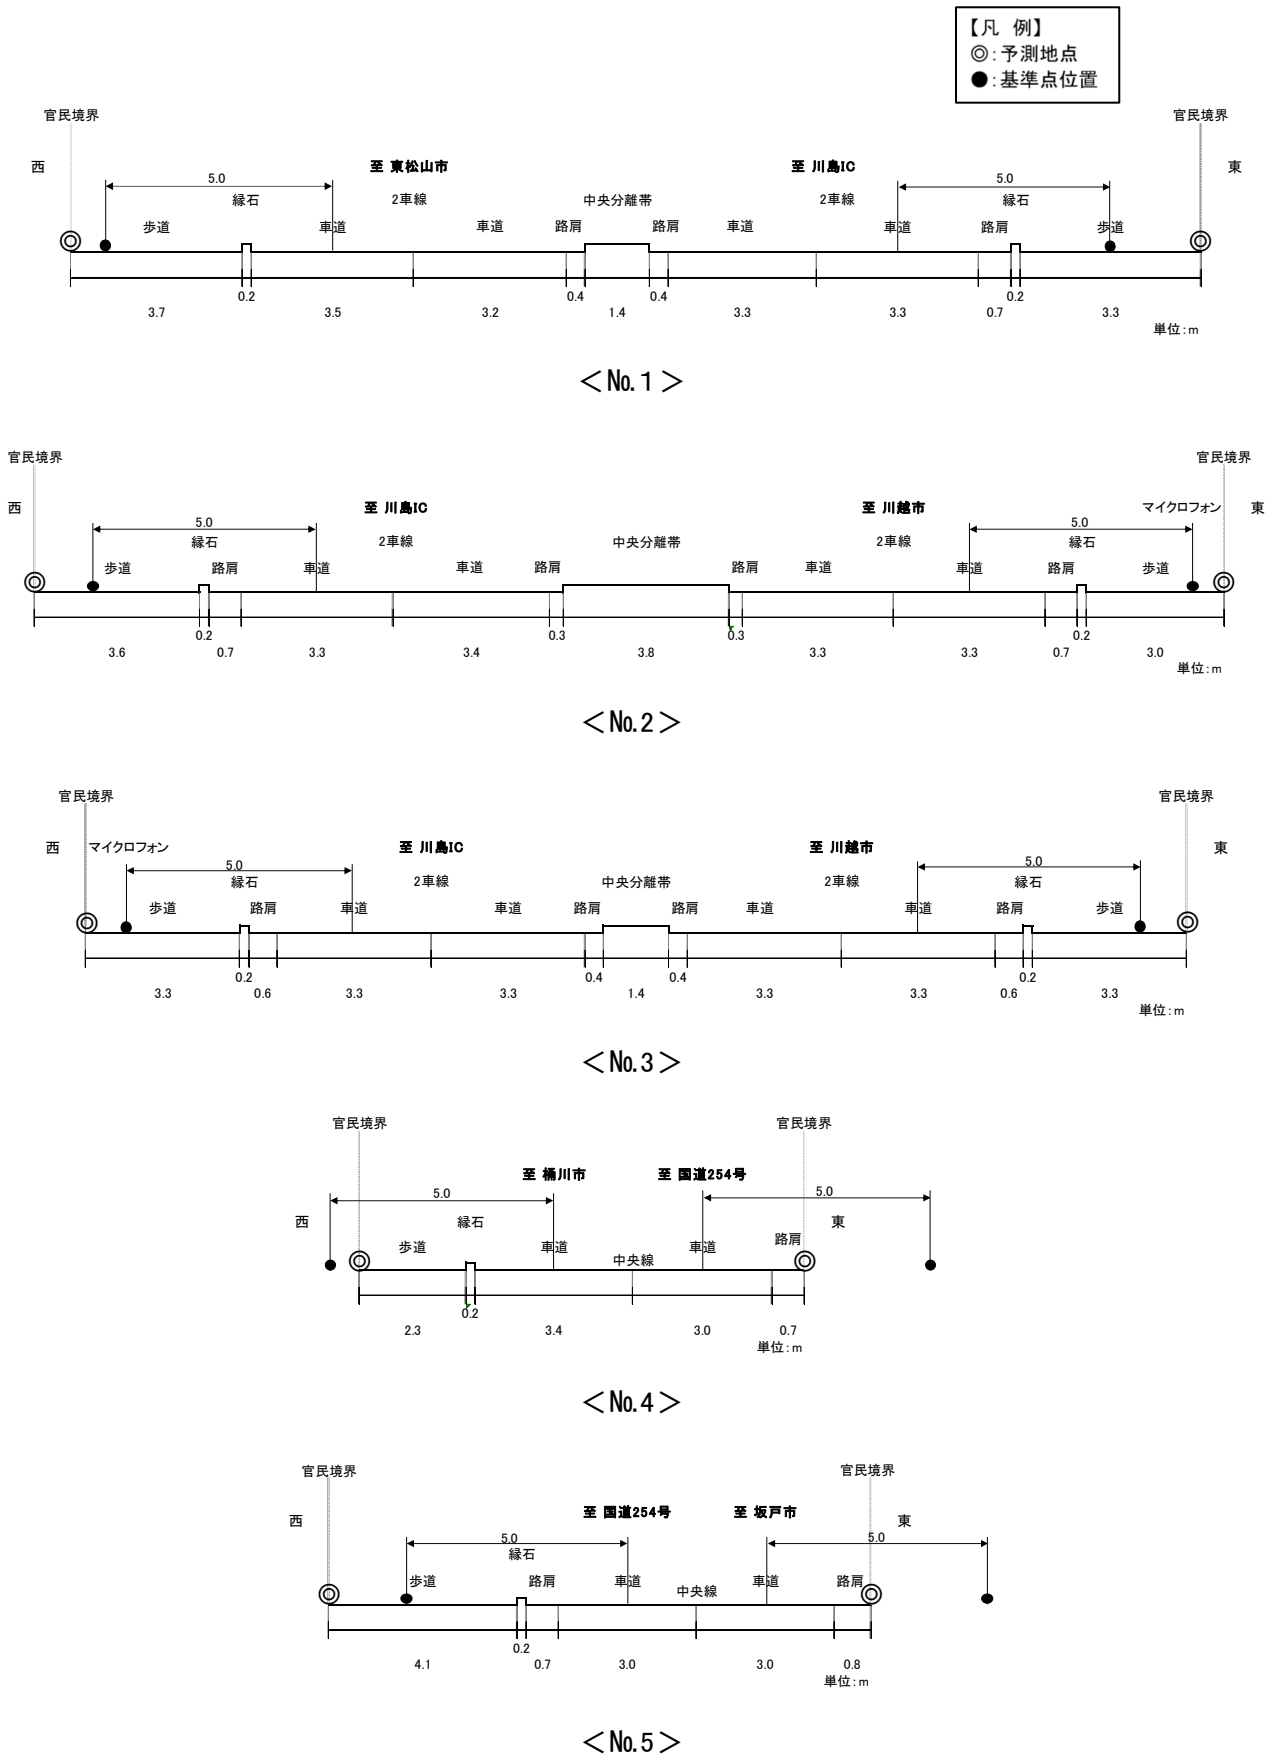 【凡 例】
◎:予測地点
●:基準点位置
官民境界 官民境界
西 至 東松山市 至 川島IC 東
5.0 5.0
縁石 2車線 中央分離帯 2車線 縁石
歩道 車道 車道 路肩 路肩 車道 車道 路肩 歩道
0.2 0.4 0.4 0.2
3.7 3.5 3.2 1.4 3.3 3.3 0.7 3.3
単位:m
＜№.1＞
官民境界 官民境界
西 至 川島IC 至 川越市 マイクロフォン 東
5.0 5.0
縁石 2車線 中央分離帯 2車線 縁石
歩道 路肩 車道 車道 路肩 路肩 車道 車道 路肩 歩道
0.2 0.3 0.3 0.2
3.6 0.7 3.3 3.4 3.8 3.3 3.3 0.7 3.0
単位:m
＜№.2＞
官民境界 官民境界
西 マイクロフォン 至 川島IC 至 川越市 東
5.0 5.0
縁石 2車線 中央分離帯 2車線 縁石
歩道 路肩 車道 車道 路肩 路肩 車道 車道 路肩 歩道
0.2 0.4 0.4 0.2
3.3 0.6 3.3 3.3 1.4 3.3 3.3 0.6 3.3
単位:m
＜№.3＞
官民境界 官民境界
至 桶川市 至 国道254号
5.0 5.0
西 縁石 東
歩道 車道 中央線 車道 路肩
0.2
2.3 3.4 3.0 0.7
単位:m
＜№.4＞
官民境界 官民境界
西 至 国道254号 至 坂戸市 東
5.0 5.0
縁石
歩道 路肩 車道 中央線 車道 路肩
0.2
4.1 0.7 3.0 3.0 0.8
単位:m
＜№.5＞